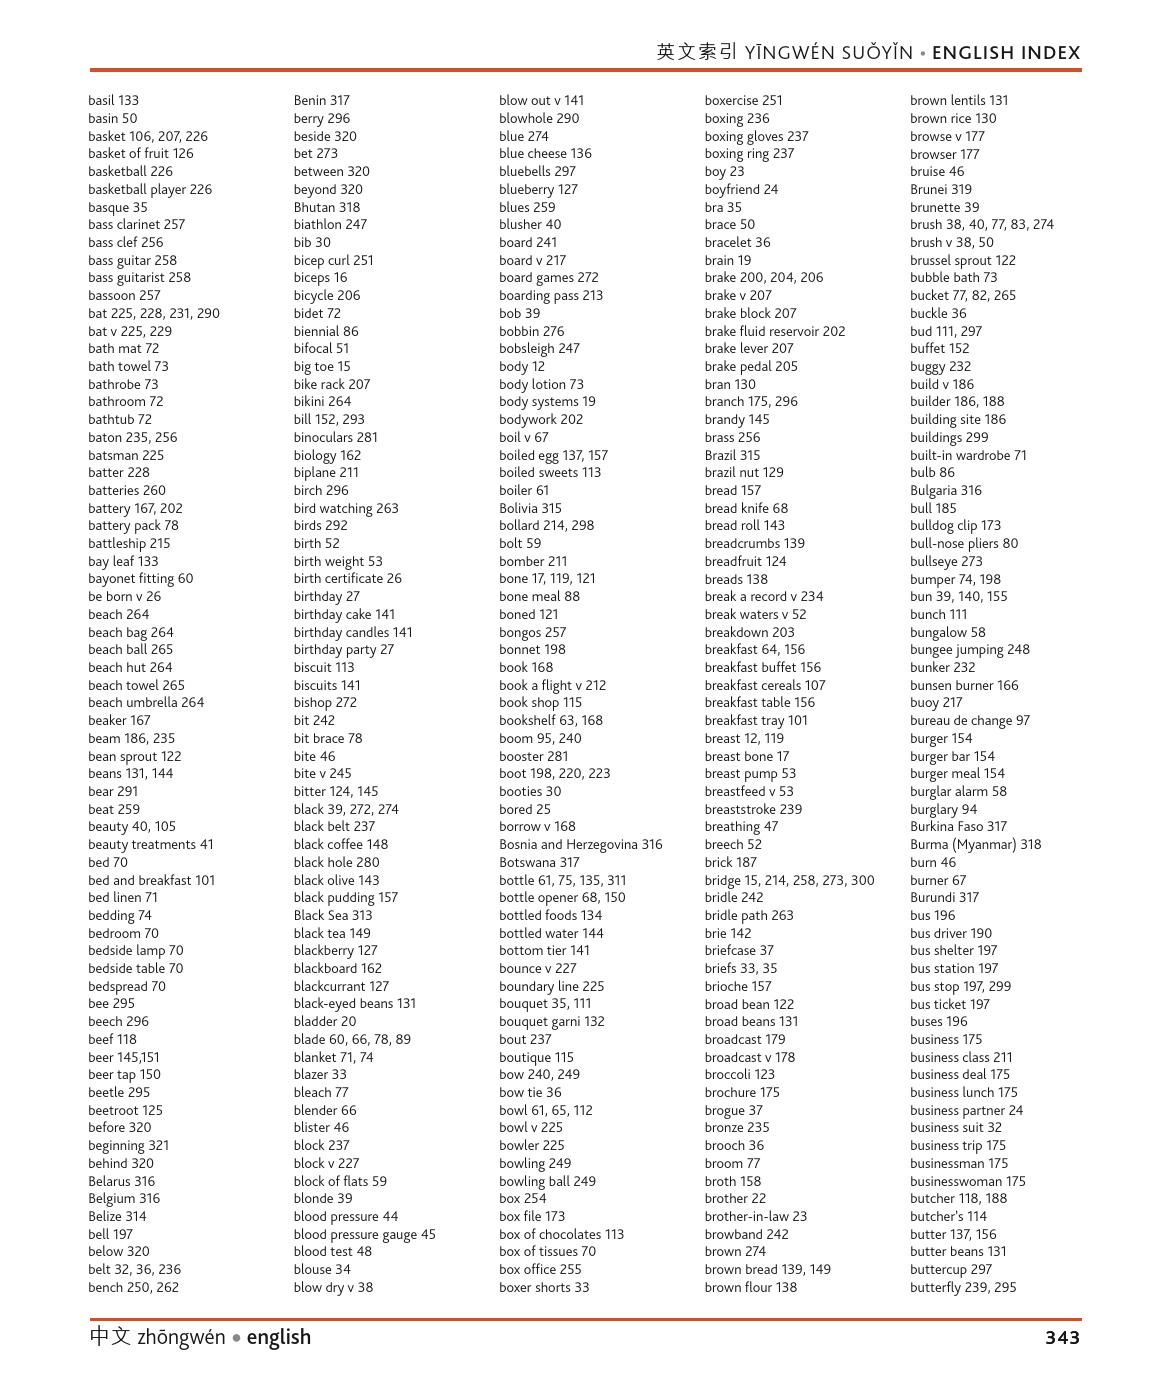 英文索引 YĪNGWÉN SUǑYǏN • ENGLISH INDEX
basil 133
basin 50
basket 106, 207, 226
basket of fruit 126
basketball 226
basketball player 226
basque 35
bass clarinet 257
bass clef 256
bass guitar 258
bass guitarist 258
bassoon 257
bat 225, 228, 231, 290
bat v 225, 229
bath mat 72
bath towel 73
bathrobe 73
bathroom 72
bathtub 72
baton 235, 256
batsman 225
batter 228
batteries 260
battery 167, 202
battery pack 78
battleship 215
bay leaf 133
bayonet fitting 60
be born v 26
beach 264
beach bag 264
beach ball 265
beach hut 264
beach towel 265
beach umbrella 264
beaker 167
beam 186, 235
bean sprout 122
beans 131, 144
bear 291
beat 259
beauty 40, 105
beauty treatments 41
bed 70
bed and breakfast 101
bed linen 71
bedding 74
bedroom 70
bedside lamp 70
bedside table 70
bedspread 70
bee 295
beech 296
beef 118
beer 145,151
beer tap 150
beetle 295
beetroot 125
before 320
beginning 321
behind 320
Belarus 316
Belgium 316
Belize 314
bell 197
below 320
belt 32, 36, 236
bench 250, 262
Benin 317
berry 296
beside 320
bet 273
between 320
beyond 320
Bhutan 318
biathlon 247
bib 30
bicep curl 251
biceps 16
bicycle 206
bidet 72
biennial 86
bifocal 51
big toe 15
bike rack 207
bikini 264
bill 152, 293
binoculars 281
biology 162
biplane 211
birch 296
bird watching 263
birds 292
birth 52
birth weight 53
birth certificate 26
birthday 27
birthday cake 141
birthday candles 141
birthday party 27
biscuit 113
biscuits 141
bishop 272
bit 242
bit brace 78
bite 46
bite v 245
bitter 124, 145
black 39, 272, 274
black belt 237
black coffee 148
black hole 280
black olive 143
black pudding 157
Black Sea 313
black tea 149
blackberry 127
blackboard 162
blackcurrant 127
black-eyed beans 131
bladder 20
blade 60, 66, 78, 89
blanket 71, 74
blazer 33
bleach 77
blender 66
blister 46
block 237
block v 227
block of flats 59
blonde 39
blood pressure 44
blood pressure gauge 45
blood test 48
blouse 34
blow dry v 38
blow out v 141
blowhole 290
blue 274
blue cheese 136
bluebells 297
blueberry 127
blues 259
blusher 40
board 241
board v 217
board games 272
boarding pass 213
bob 39
bobbin 276
bobsleigh 247
body 12
body lotion 73
body systems 19
bodywork 202
boil v 67
boiled egg 137, 157
boiled sweets 113
boiler 61
Bolivia 315
bollard 214, 298
bolt 59
bomber 211
bone 17, 119, 121
bone meal 88
boned 121
bongos 257
bonnet 198
book 168
book a flight v 212
book shop 115
bookshelf 63, 168
boom 95, 240
booster 281
boot 198, 220, 223
booties 30
bored 25
borrow v 168
Bosnia and Herzegovina 316
Botswana 317
bottle 61, 75, 135, 311
bottle opener 68, 150
bottled foods 134
bottled water 144
bottom tier 141
bounce v 227
boundary line 225
bouquet 35, 111
bouquet garni 132
bout 237
boutique 115
bow 240, 249
bow tie 36
bowl 61, 65, 112
bowl v 225
bowler 225
bowling 249
bowling ball 249
box 254
box file 173
box of chocolates 113
box of tissues 70
box office 255
boxer shorts 33
boxercise 251
boxing 236
boxing gloves 237
boxing ring 237
boy 23
boyfriend 24
bra 35
brace 50
bracelet 36
brain 19
brake 200, 204, 206
brake v 207
brake block 207
brake fluid reservoir 202
brake lever 207
brake pedal 205
bran 130
branch 175, 296
brandy 145
brass 256
Brazil 315
brazil nut 129
bread 157
bread knife 68
bread roll 143
breadcrumbs 139
breadfruit 124
breads 138
break a record v 234
break waters v 52
breakdown 203
breakfast 64, 156
breakfast buffet 156
breakfast cereals 107
breakfast table 156
breakfast tray 101
breast 12, 119
breast bone 17
breast pump 53
breastfeed v 53
breaststroke 239
breathing 47
breech 52
brick 187
bridge 15, 214, 258, 273, 300
bridle 242
bridle path 263
brie 142
briefcase 37
briefs 33, 35
brioche 157
broad bean 122
broad beans 131
broadcast 179
broadcast v 178
broccoli 123
brochure 175
brogue 37
bronze 235
brooch 36
broom 77
broth 158
brother 22
brother-in-law 23
browband 242
brown 274
brown bread 139, 149
brown flour 138
brown lentils 131
brown rice 130
browse v 177
browser 177
bruise 46
Brunei 319
brunette 39
brush 38, 40, 77, 83, 274
brush v 38, 50
brussel sprout 122
bubble bath 73
bucket 77, 82, 265
buckle 36
bud 111, 297
buffet 152
buggy 232
build v 186
builder 186, 188
building site 186
buildings 299
built-in wardrobe 71
bulb 86
Bulgaria 316
bull 185
bulldog clip 173
bull-nose pliers 80
bullseye 273
bumper 74, 198
bun 39, 140, 155
bunch 111
bungalow 58
bungee jumping 248
bunker 232
bunsen burner 166
buoy 217
bureau de change 97
burger 154
burger bar 154
burger meal 154
burglar alarm 58
burglary 94
Burkina Faso 317
Burma (Myanmar) 318
burn 46
burner 67
Burundi 317
bus 196
bus driver 190
bus shelter 197
bus station 197
bus stop 197, 299
bus ticket 197
buses 196
business 175
business class 211
business deal 175
business lunch 175
business partner 24
business suit 32
business trip 175
businessman 175
businesswoman 175
butcher 118, 188
butcher's 114
butter 137, 156
butter beans 131
buttercup 297
butterfly 239, 295
中文 zhōngwén • english
343